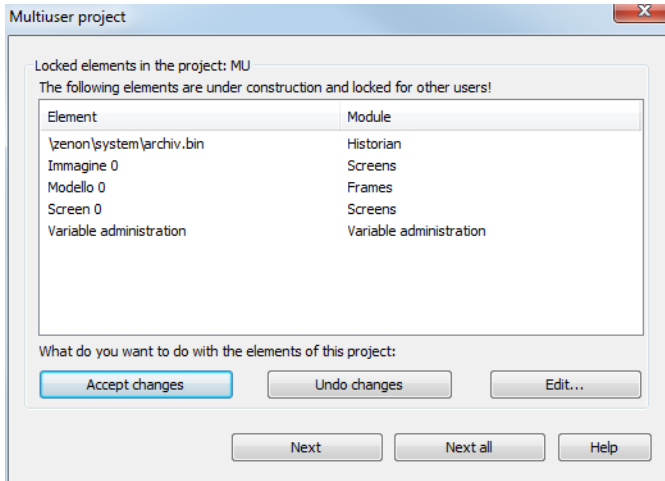 Multiuser project
Locked elements in the project: MU
The following elements are under construction and locked for other users!
Element Module
\zenon\system\archiv.bin Historian
Immagine 0 Screens
Modello 0 Frames
Screen 0 Screens
Variable administration Variable administration
What do you want to do with the elements of this project:
Accept changes Undo changes Edit...
Next Next all Help